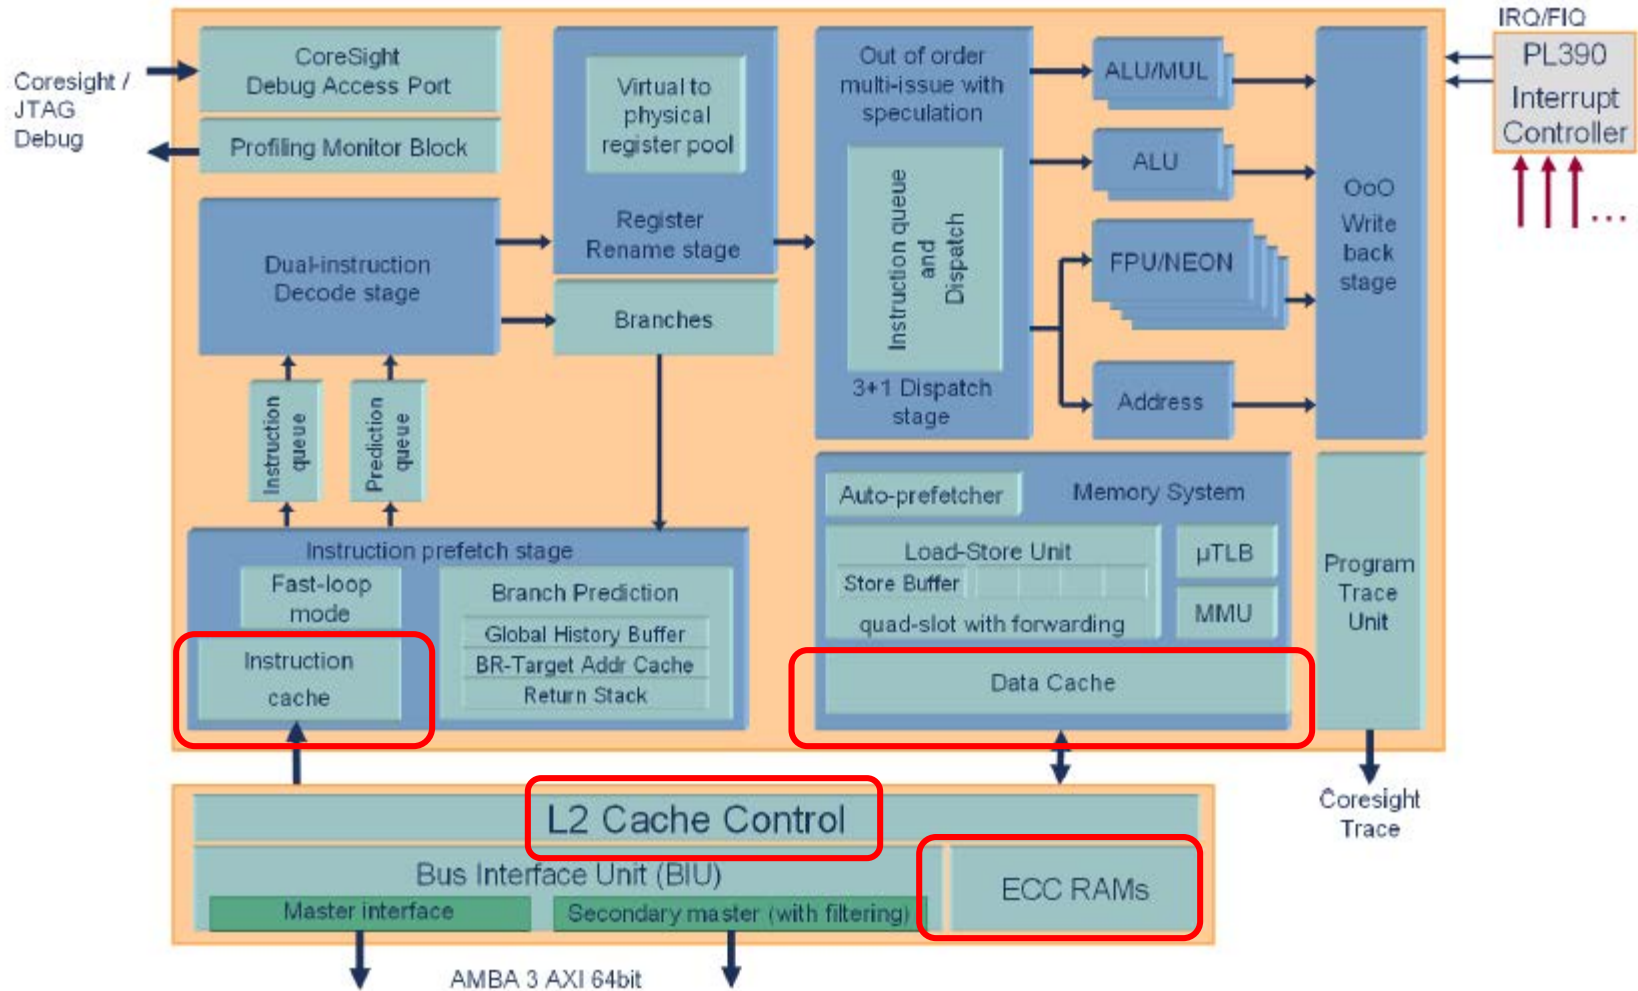 IRQ/FIQ
PL390
Interrupt
Controller
...
Coresight /
JTAG
Debug
CoreSight
Debug Access Port
Profiling Monitor Block
Virtual to
physical
register pool
Register
Rename stage
Dual-instruction
Decode stage
Branches
Out of order
multi-issue with
speculation
Instruction queue
and
Dispatch
3+1 Dispatch
stage
ALU/MUL
ALU
FPU/NEON
Address
OoO
Write
back
stage
Instruction
queue
Prediction
queue
Instruction prefetch stage
Fast-loop
mode
Instruction
cache
Branch Prediction
Global History Buffer
BR-Target Addr Cache
Return Stack
Auto-prefetcher
Memory System
Load-Store Unit
Store Buffer
quad-slot with forwarding
µTLB
MMU
Data Cache
Program
Trace
Unit
Coresight
Trace
L2 Cache Control
Bus Interface Unit (BIU)
Master interface
Secondary master (with filtering)
ECC RAMs
AMBA 3 AXI 64bit